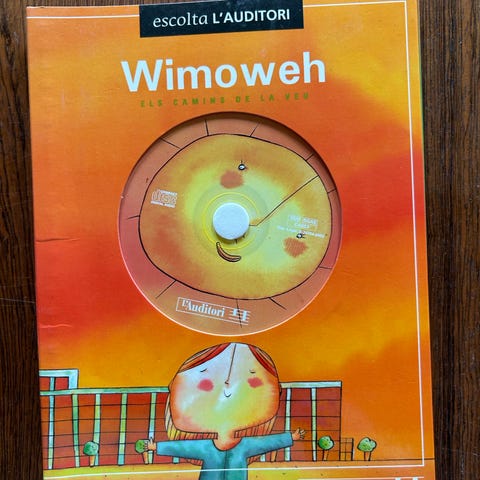 escolta L'AUDITORI
Wimoweh
ELS CAMINS DE LA VEU
L'Auditori